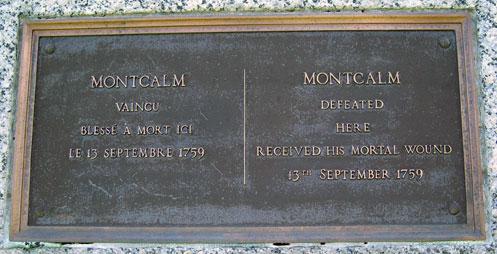 MONTCALM
VAINCU
BLESSÉ À MORT ICI
LE 13 SEPTEMBRE 1759
MONTCALM
DEFEATED
HERE
RECEIVED HIS MORTAL WOUND
13TH SEPTEMBER 1759